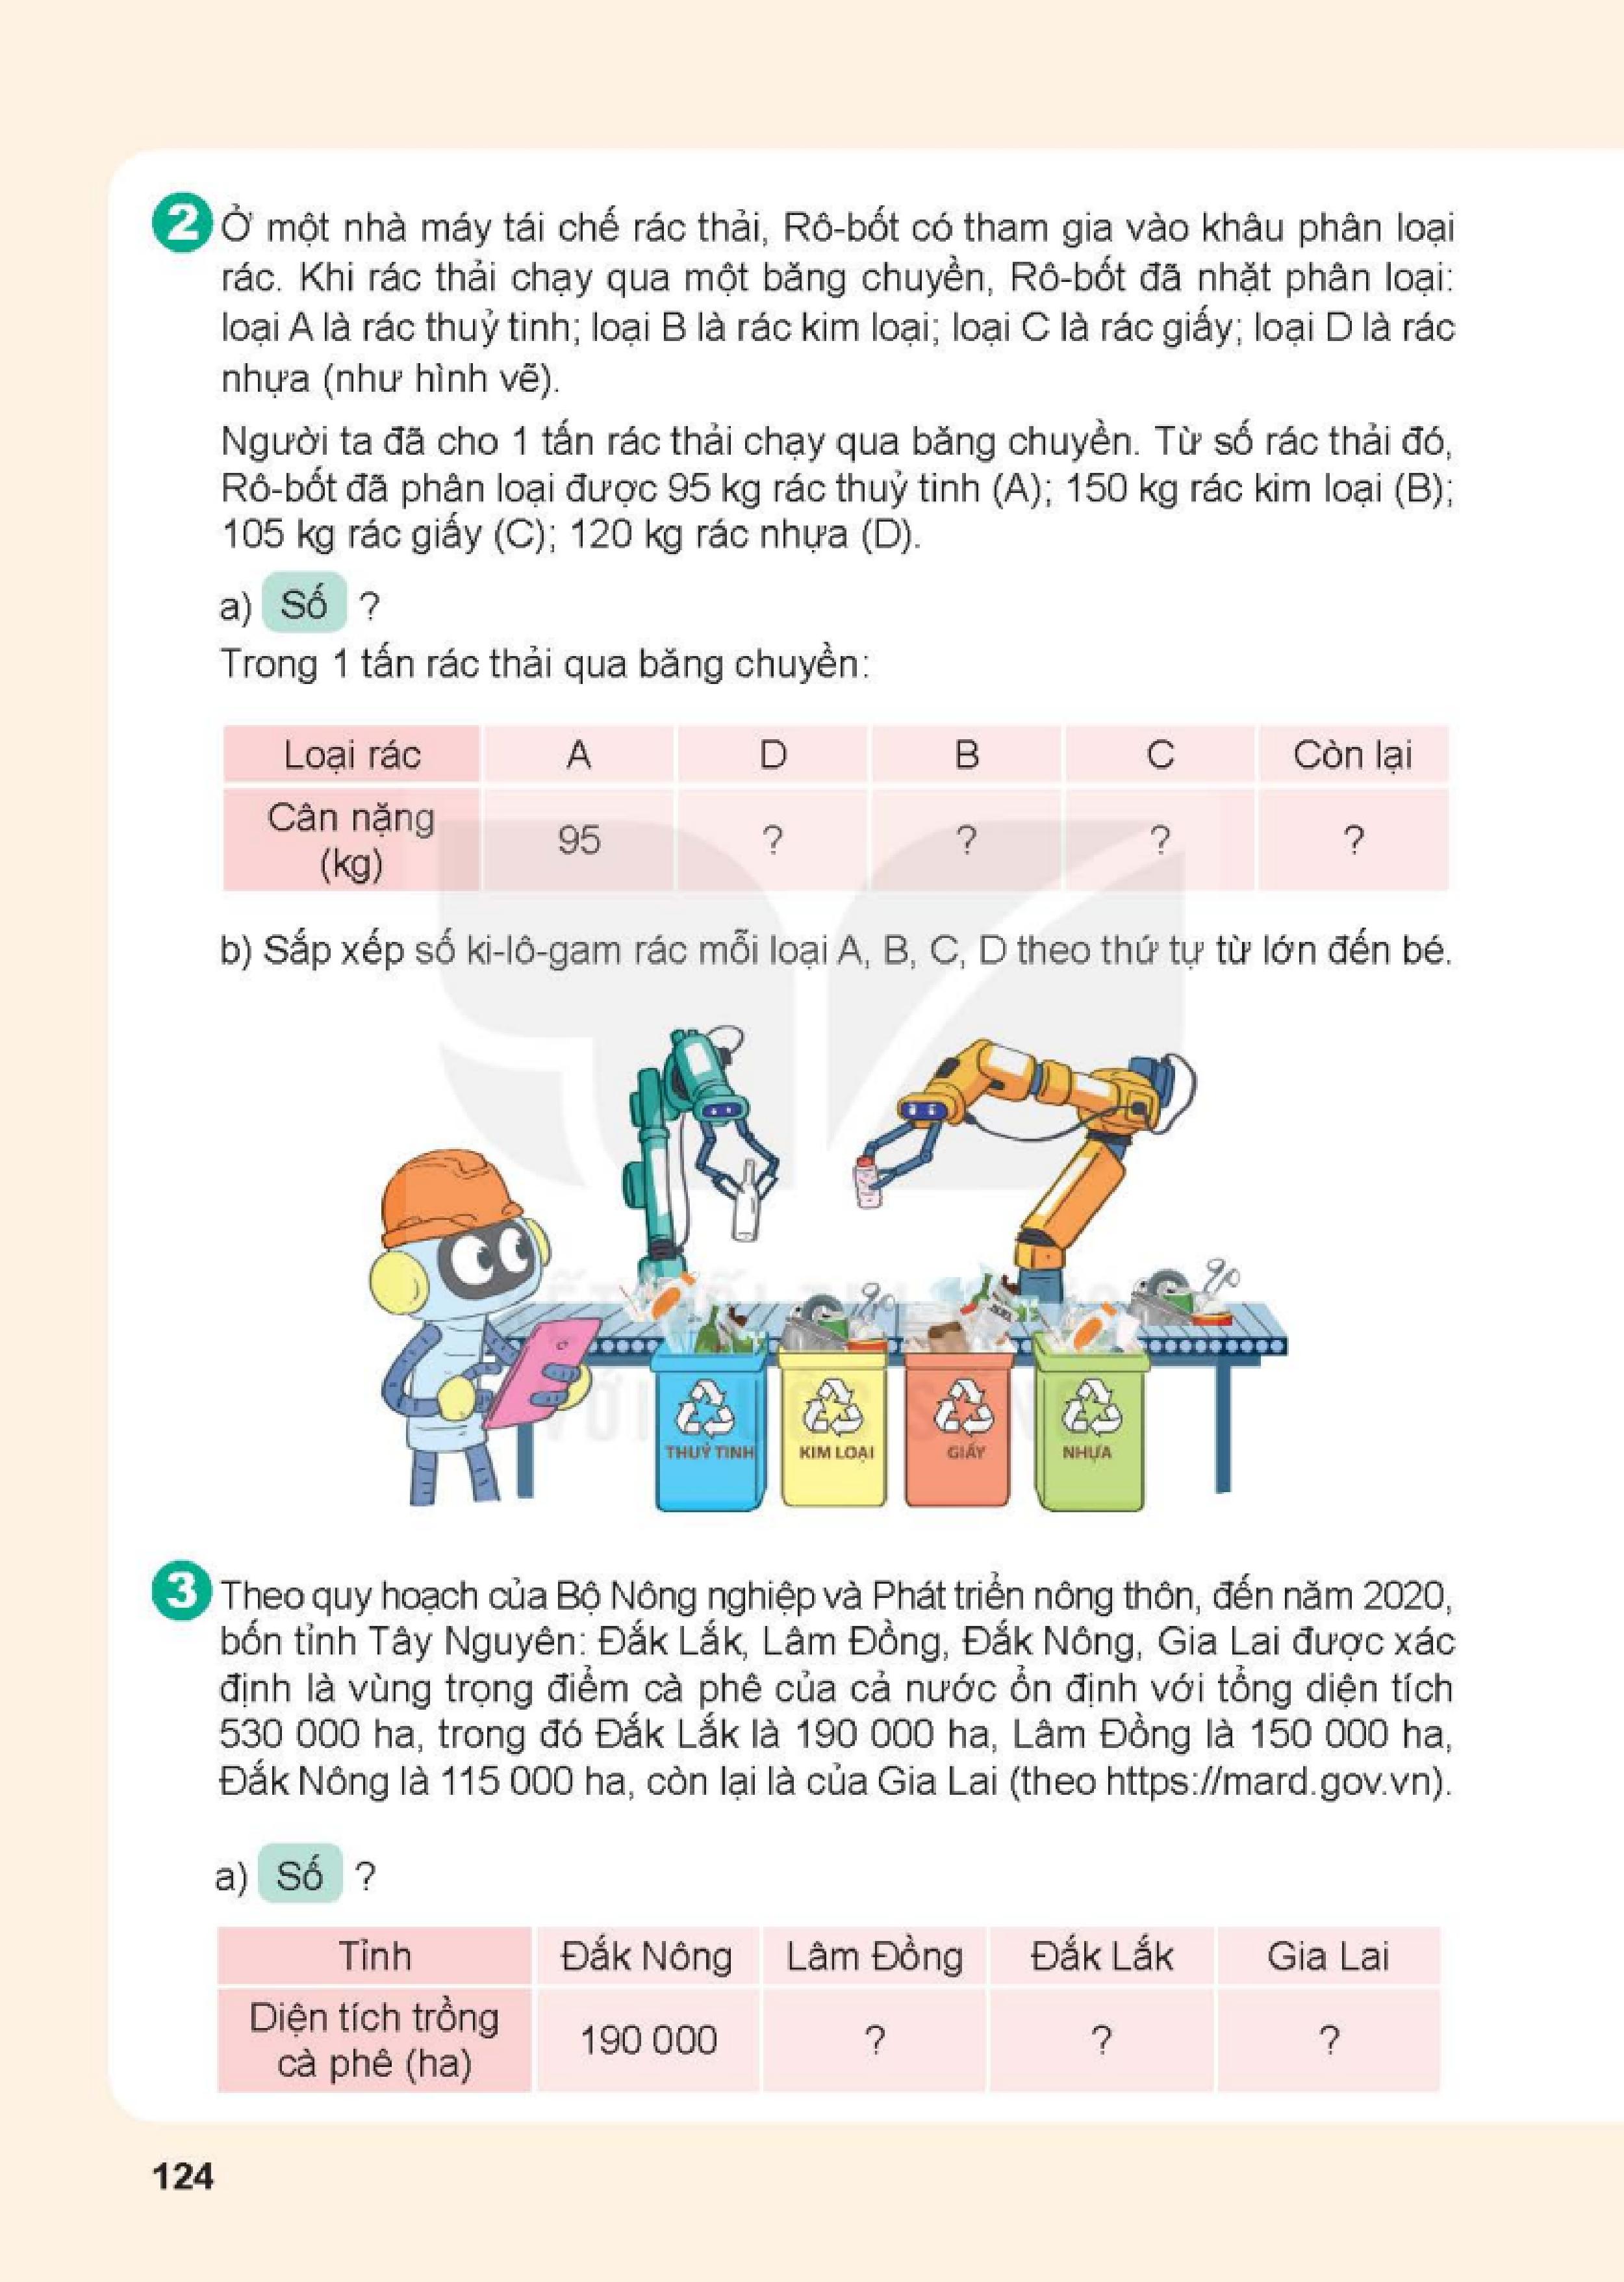 2 Ở một nhà máy tái chế rác thải, Rô-bốt có tham gia vào khâu phân loại
rác. Khi rác thải chạy qua một băng chuyền, Rô-bốt đã nhặt phân loại:
loại A là rác thuỷ tinh; loại B là rác kim loại; loại C là rác giấy; loại D là rác
nhựa (như hình vẽ).
Người ta đã cho 1 tấn rác thải chạy qua băng chuyền. Từ số rác thải đó,
Rô-bốt đã phân loại được 95 kg rác thuỷ tinh (A); 150 kg rác kim loại (B);
105 kg rác giấy (C); 120 kg rác nhựa (D).
a) Số ?
Trong 1 tấn rác thải qua băng chuyền:
Loại rác A D B C Còn lại
Cân nặng
(kg) 95 ? ? ? ?
b) Sắp xếp số ki-lô-gam rác mỗi loại A, B, C, D theo thứ tự từ lớn đến bé.
THUỶ TINH KIM LOẠI GIẤY NHỰA
3 Theo quy hoạch của Bộ Nông nghiệp và Phát triển nông thôn, đến năm 2020,
bốn tỉnh Tây Nguyên: Đắk Lắk, Lâm Đồng, Đắk Nông, Gia Lai được xác
định là vùng trọng điểm cà phê của cả nước ổn định với tổng diện tích
530 000 ha, trong đó Đắk Lắk là 190 000 ha, Lâm Đồng là 150 000 ha,
Đắk Nông là 115 000 ha, còn lại là của Gia Lai (theo https://mard.gov.vn).
a) Số ?
Tỉnh Đắk Nông Lâm Đồng Đắk Lắk Gia Lai
Diện tích trồng
cà phê (ha) 190 000 ? ? ?
124